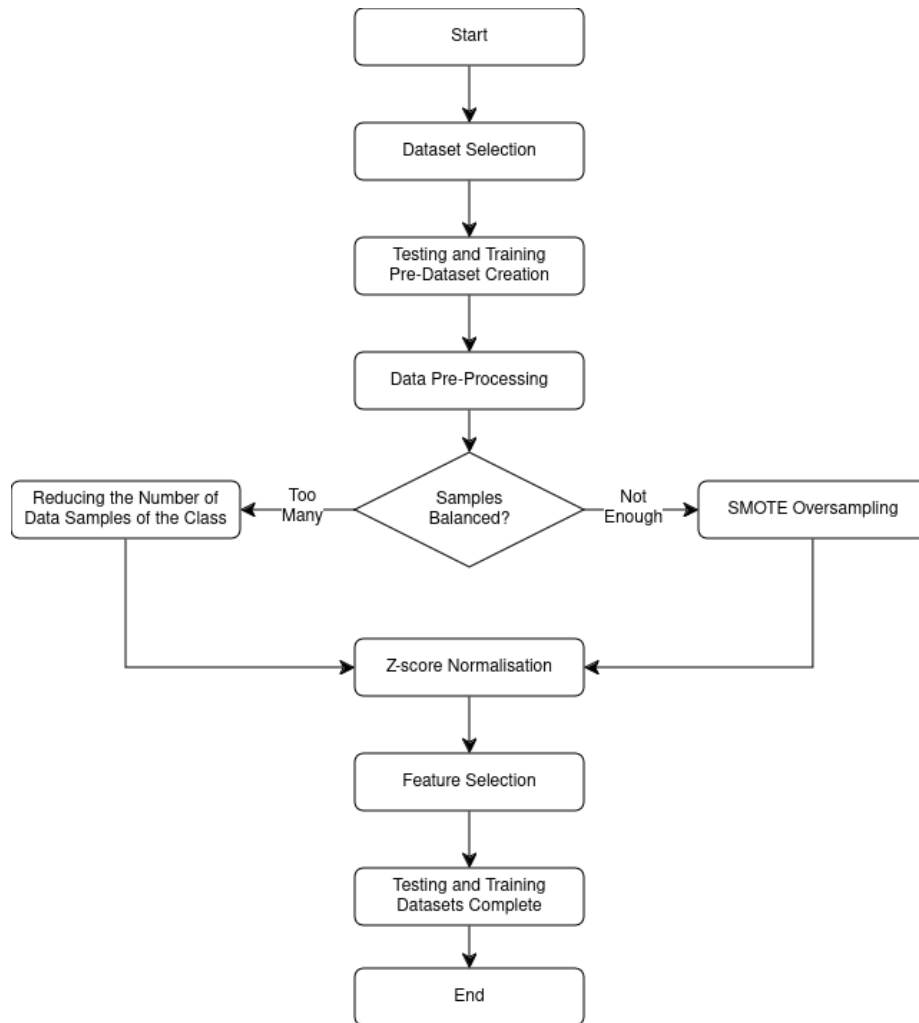 Start
Dataset Selection
Testing and Training
Pre-Dataset Creation
Data Pre-Processing
Reducing the Number of
Data Samples of the Class
Too
Many
Samples
Balanced?
Not
Enough
SMOTE Oversampling
Z-score Normalisation
Feature Selection
Testing and Training
Datasets Complete
End